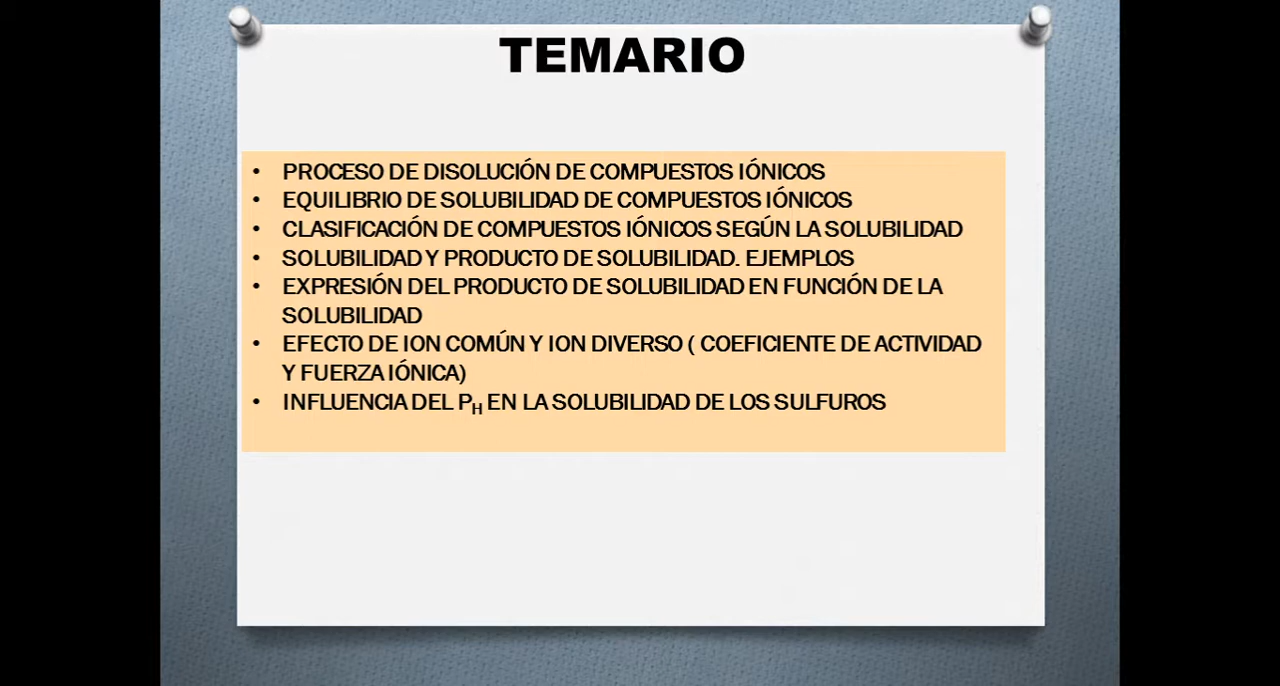 TEMARIO
• PROCESO DE DISOLUCIÓN DE COMPUESTOS IÓNICOS
• EQUILIBRIO DE SOLUBILIDAD DE COMPUESTOS IÓNICOS
• CLASIFICACIÓN DE COMPUESTOS IÓNICOS SEGÚN LA SOLUBILIDAD
• SOLUBILIDAD Y PRODUCTO DE SOLUBILIDAD. EJEMPLOS
• EXPRESIÓN DEL PRODUCTO DE SOLUBILIDAD EN FUNCIÓN DE LA
SOLUBILIDAD
• EFECTO DE ION COMÚN Y ION DIVERSO ( COEFICIENTE DE ACTIVIDAD
Y FUERZA IÓNICA)
• INFLUENCIA DEL PH EN LA SOLUBILIDAD DE LOS SULFUROS